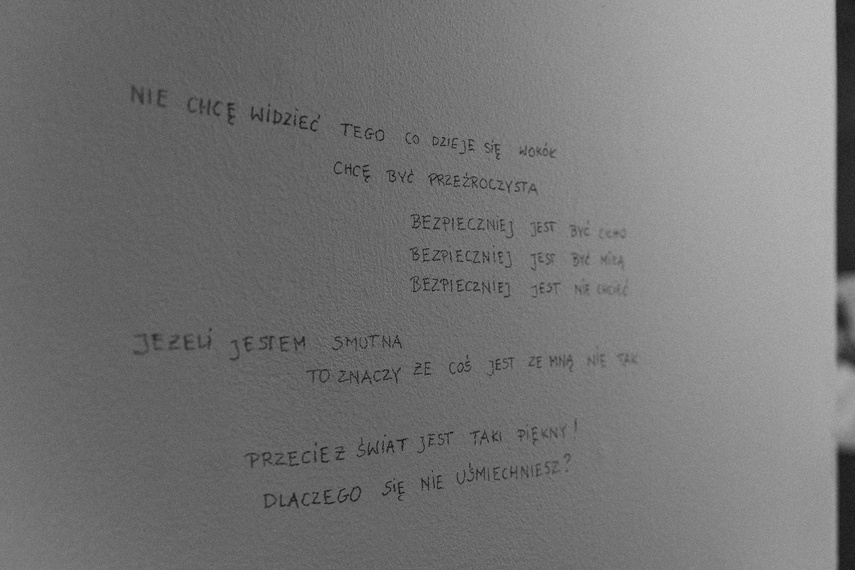 NIE CHCĘ WIDZIEĆ TEGO CO DZIEJE SIĘ WOKÓŁ
CHCĘ BYĆ PRZEŹROCZYSTA
BEZPIECZNIEJ JEST BYĆ CICHO
BEZPIECZNIEJ JEST BYĆ MIŁĄ
BEZPIECZNIEJ JEST NIE CHCIEĆ
JEŻELI JESTEM SMUTNA
TO ZNACZY ŻE COŚ JEST ZE MNĄ NIE TAK
PRZECIEŻ ŚWIAT JEST TAKI PIĘKNY!
DLACZEGO SIĘ NIE UŚMIECHNIESZ?